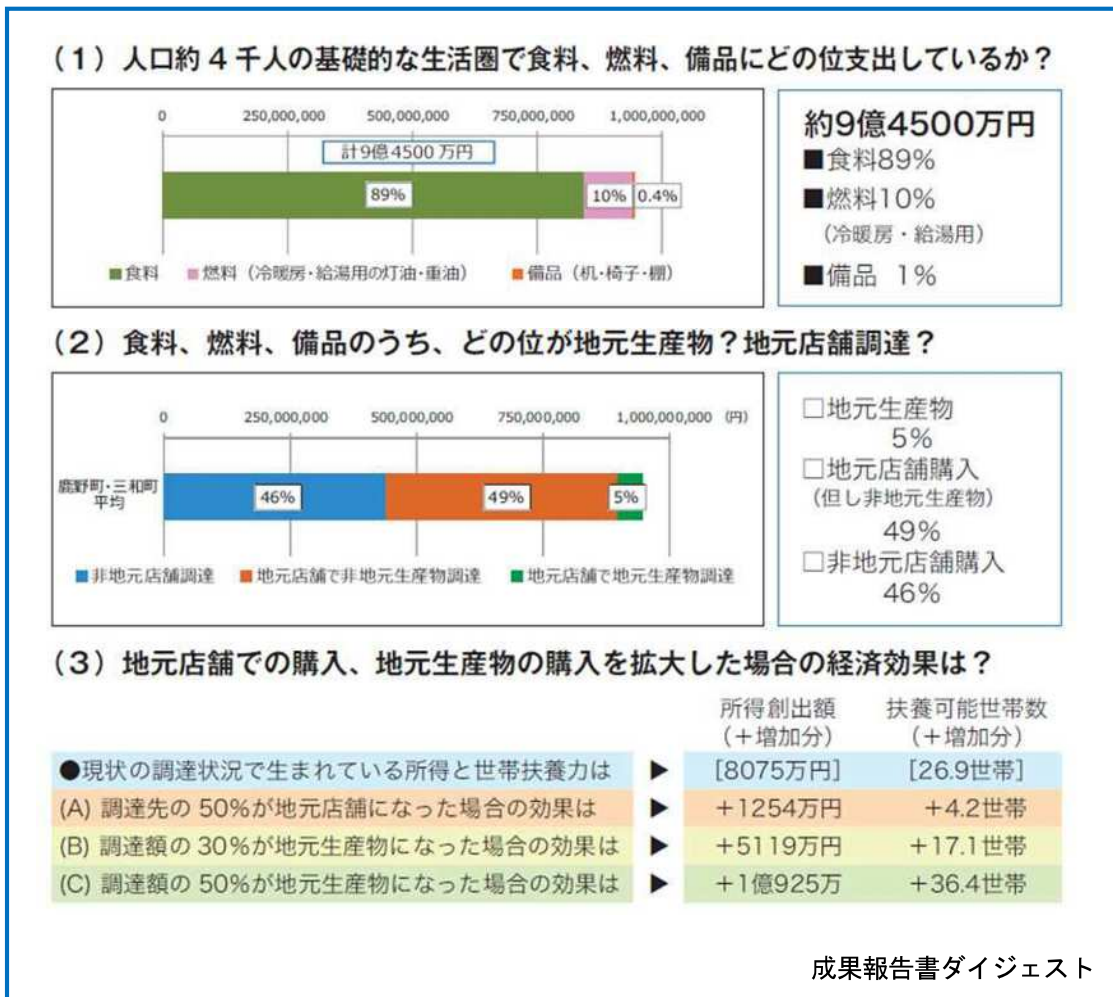 （1）人口約4千人の基礎的な生活圏で食料、燃料、備品にどの位支出しているか？
0 250,000,000 500,000,000 750,000,000 1,000,000,000
計9億4500万円
89% 10% 0.4%
■食料 ■燃料（冷暖房・給湯用の灯油・重油） ■備品（机・椅子・棚）
約9億4500万円
■食料89%
■燃料10%
（冷暖房・給湯用）
■備品 1%
（2）食料、燃料、備品のうち、どの位が地元生産物？地元店舗調達？
0 250,000,000 500,000,000 750,000,000 1,000,000,000 （円）
鹿野町・三和町
平均
46% 49% 5%
■非地元店舗調達 ■地元店舗で非地元生産物調達 ■地元店舗で地元生産物調達
□地元生産物
5%
□地元店舗購入
（但し非地元生産物）
49%
□非地元店舗購入
46%
（3）地元店舗での購入、地元生産物の購入を拡大した場合の経済効果は？
所得創出額 扶養可能世帯数
（＋増加分） （＋増加分）
●現状の調達状況で生まれている所得と世帯扶養力は ▶ [8075万円] [26.9世帯]
(A) 調達先の50%が地元店舗になった場合の効果は ▶ ＋1254万円 ＋4.2世帯
(B) 調達額の30%が地元生産物になった場合の効果は ▶ ＋5119万円 ＋17.1世帯
(C) 調達額の50%が地元生産物になった場合の効果は ▶ ＋1億925万 ＋36.4世帯
成果報告書ダイジェスト